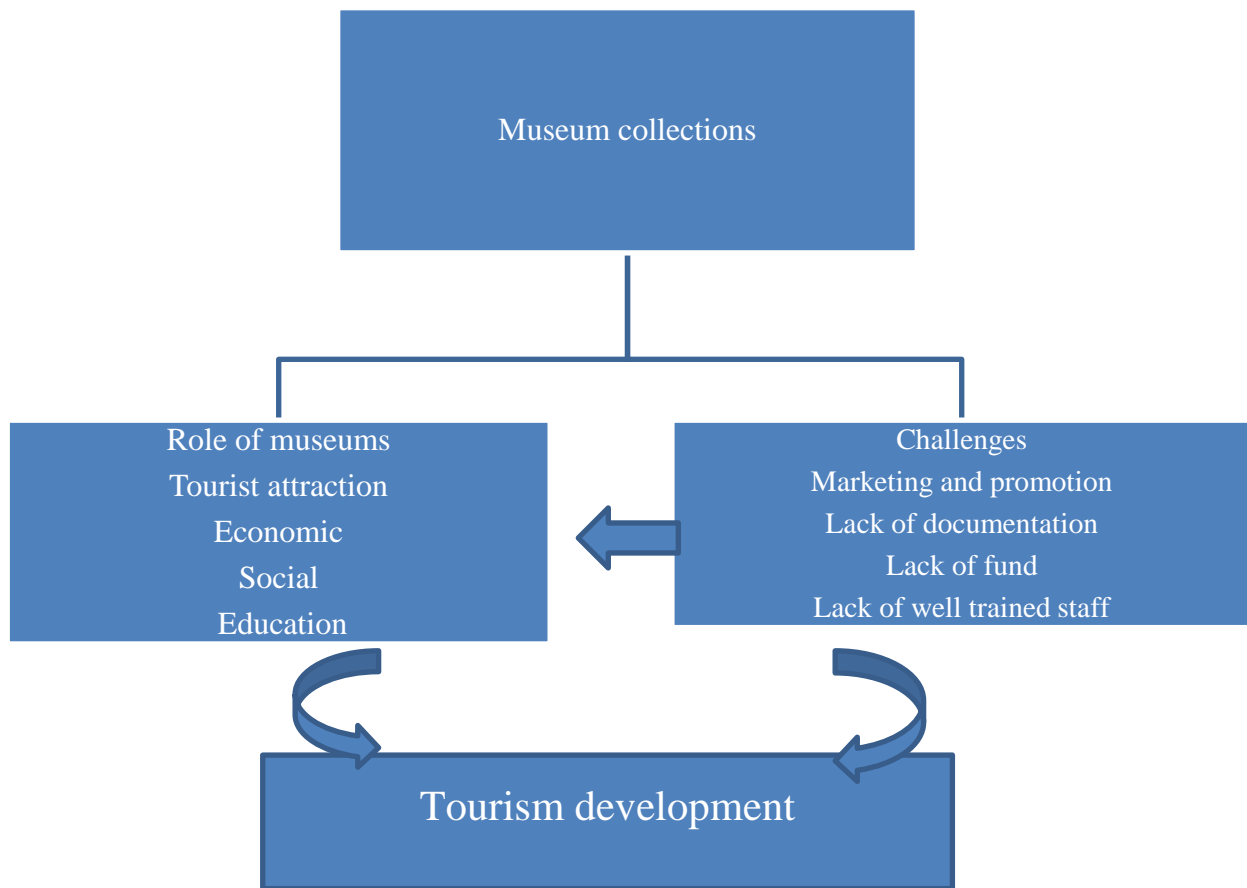 Museum collections
Role of museums
Tourist attraction
Economic
Social
Education
Challenges
Marketing and promotion
Lack of documentation
Lack of fund
Lack of well trained staff
Tourism development